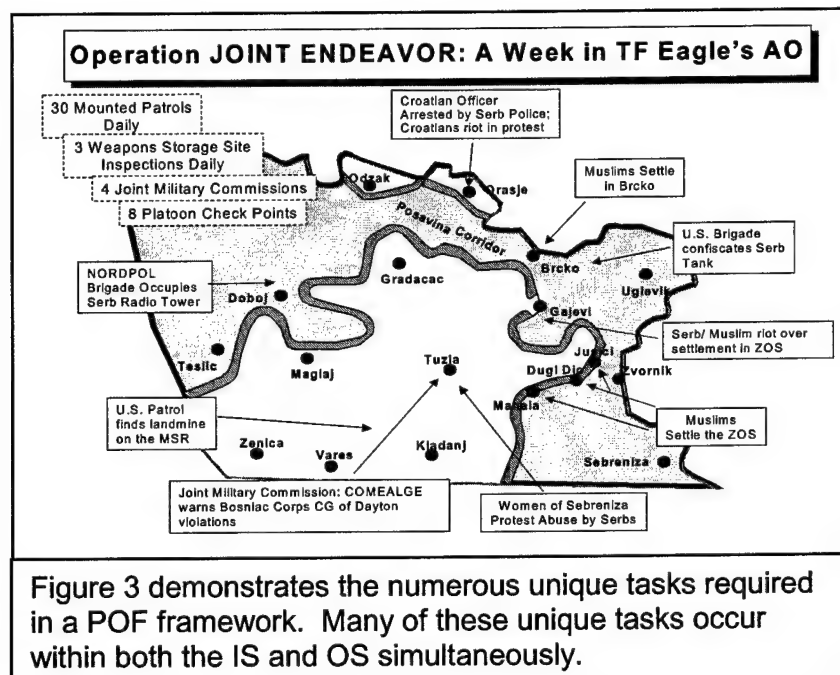 Operation JOINT ENDEAVOR: A Week in TF Eagle's AO
30 Mounted Patrols
Daily
3 Weapons Storage Site
Inspections Daily
4 Joint Military Commissions
8 Platoon Check Points
Croatian Officer
Arrested by Serb Police;
Croatians riot in protest
Muslims Settle
in Brcko
U.S. Brigade
confiscates Serb
Tank
Odzak
Orasje
Posavina Corridor
Brcko
Uglevik
NORDPOL
Brigade Occupies
Serb Radio Tower
Doboj
Gradacac
Gajevi
Serb/ Muslim riot over
settlement in ZOS
Teslic
Maglaj
Tuzla
Jusici
Dugi Dio
Zvornik
Mahala
U.S. Patrol
finds landmine
on the MSR
Muslims
Settle the ZOS
Zenica
Vares
Kladanj
Sebreniza
Joint Military Commission: COMEALGE
warns Bosniac Corps CG of Dayton
violations
Women of Sebreniza
Protest Abuse by Serbs
Figure 3 demonstrates the numerous unique tasks required
in a POF framework. Many of these unique tasks occur
within both the IS and OS simultaneously.